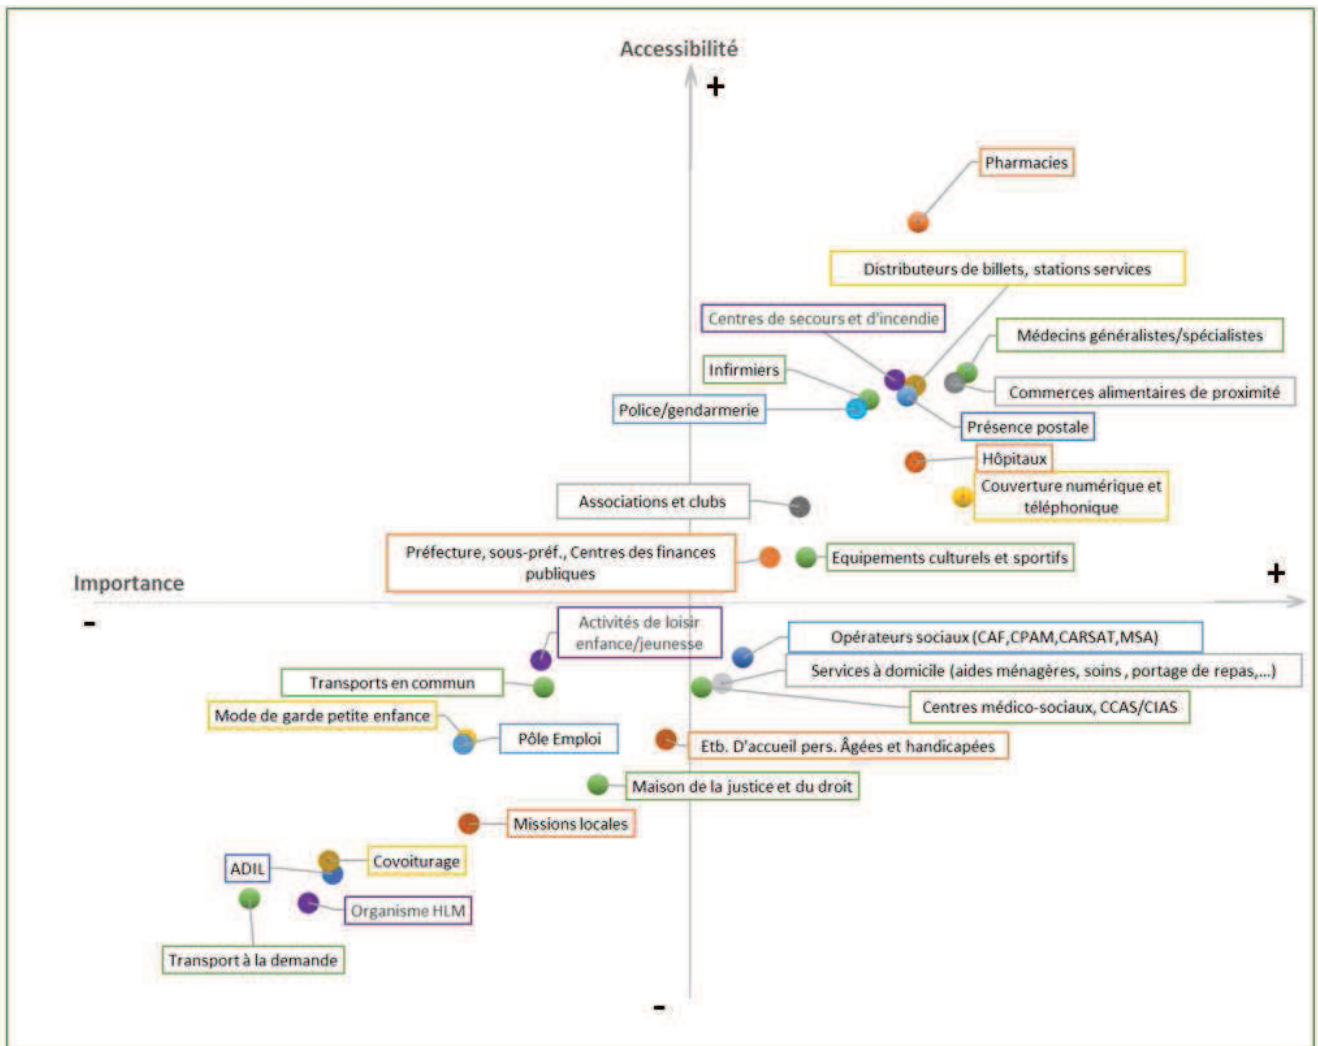 Accessibilité
+
Pharmacies
Distributeurs de billets, stations services
Centres de secours et d'incendie
Médecins généralistes/spécialistes
Infirmiers
Commerces alimentaires de proximité
Police/gendarmerie
Présence postale
Hôpitaux
Couverture numérique et
téléphonique
Associations et clubs
Préfecture, sous-préf., Centres des finances
publiques
Equipements culturels et sportifs
Importance
+
-
Activités de loisir
enfance/jeunesse
Opérateurs sociaux (CAF,CPAM,CARSAT,MSA)
Services à domicile (aides ménagères, soins , portage de repas,...)
Transports en commun
Centres médico-sociaux, CCAS/CIAS
Mode de garde petite enfance
Pôle Emploi
Etb. D'accueil pers. Âgées et handicapées
Maison de la justice et du droit
Missions locales
Covoiturage
ADIL
Organisme HLM
Transport à la demande
-